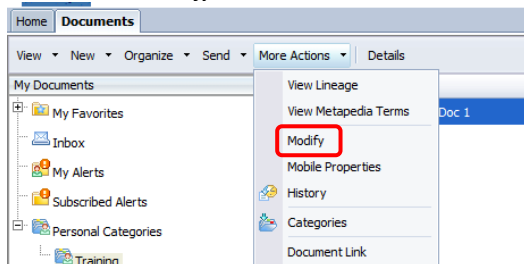 Home Documents
View New Organize Send More Actions Details
My Documents
My Favorites
Inbox
My Alerts
Subscribed Alerts
Personal Categories
Training
View Lineage
View Metapedia Terms
Modify
Mobile Properties
History
Categories
Document Link
Doc 1